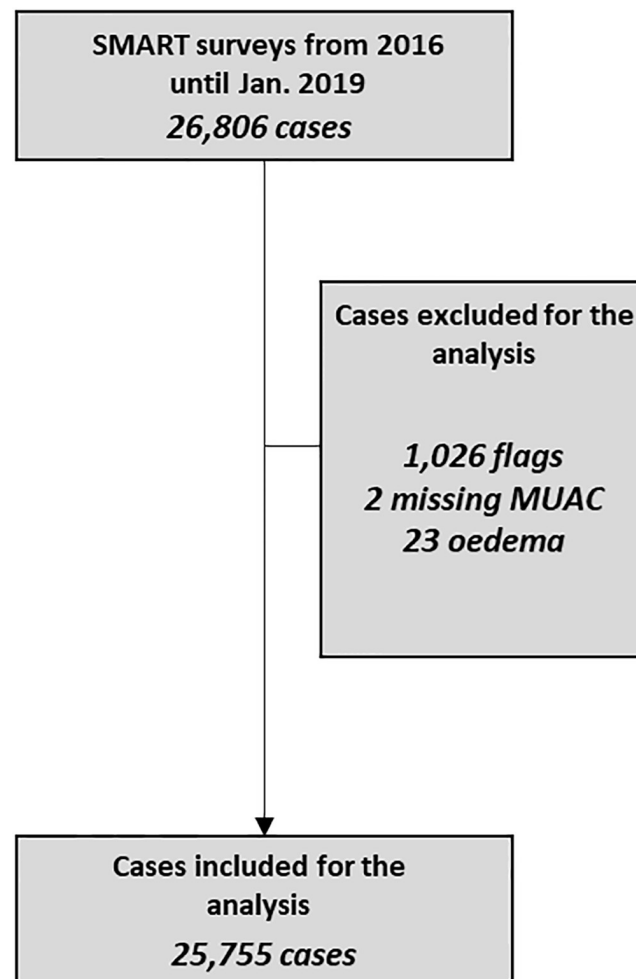 SMART surveys from 2016
until Jan. 2019
26,806 cases
Cases excluded for the
analysis
1,026 flags
2 missing MUAC
23 oedema
Cases included for the
analysis
25,755 cases